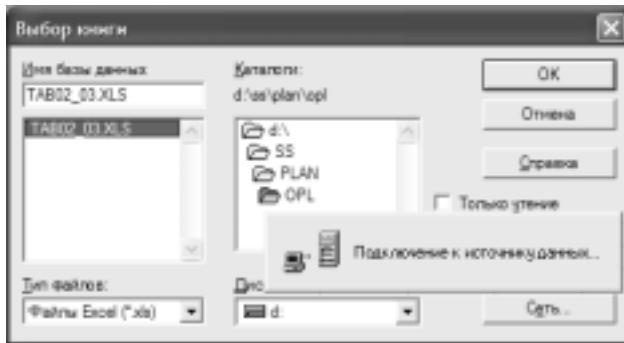 Выбор книги
Имя базы данных
TAB02_03.XLS
TAB02_03.XLS
Каталоги:
d:\ss\plan\opl
d:\
SS
PLAN
OPL
OK
Отмена
Справка
Только чтение
Подключение к источнику данных...
Тип файлов:
Файлы Excel (*.xls)
Дис
d:
Сеть...